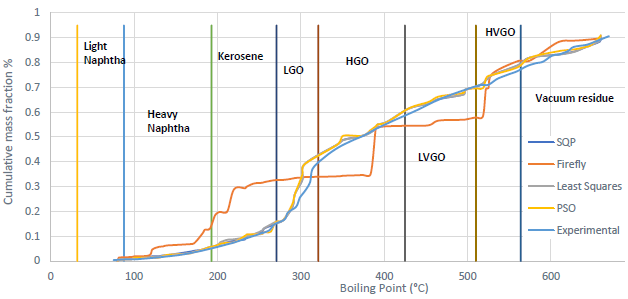 Cumulative mass fraction %
1
0.9
0.8
0.7
0.6
0.5
0.4
0.3
0.2
0.1
0
0 100 200 300 400 500 600
Boiling Point (°C)
Light
Naphtha
Heavy
Naphtha
Kerosene
LGO
HGO
LVGO
HVGO
Vacuum residue
SQP
Firefly
Least Squares
PSO
Experimental